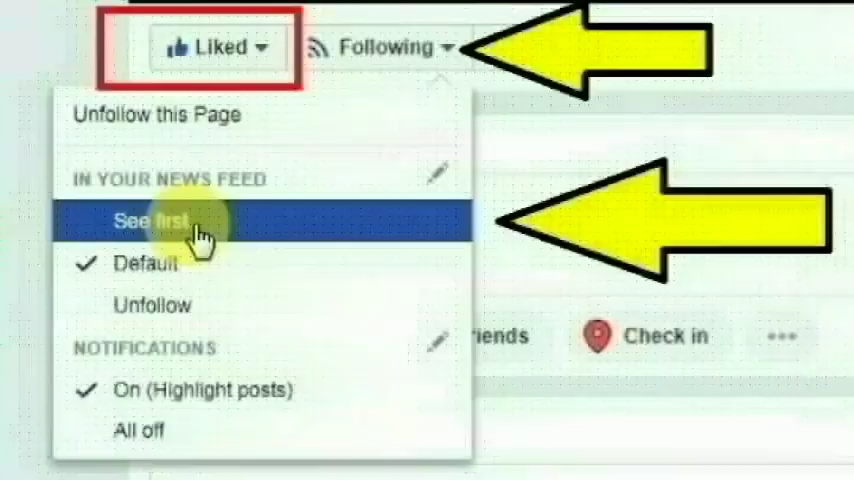 Liked Following
Unfollow this Page
IN YOUR NEWS FEED
See first
Default
Unfollow
iends Check in
NOTIFICATIONS
On (Highlight posts)
All off